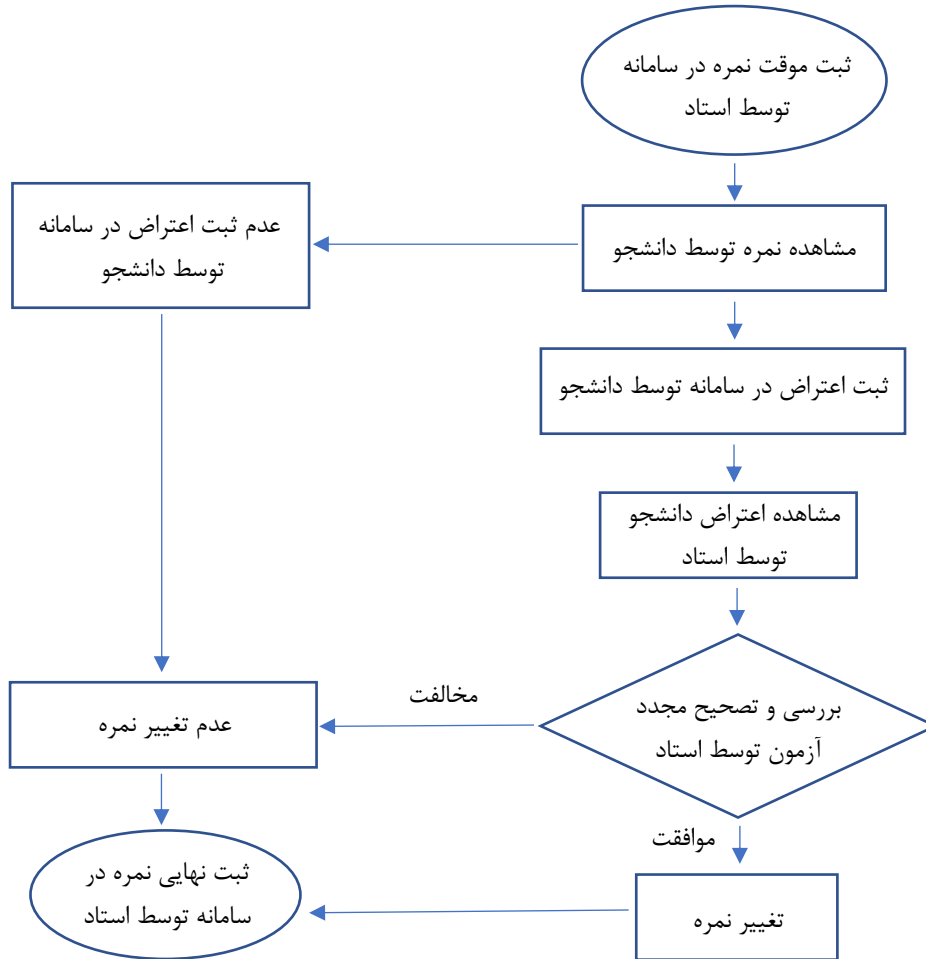 ثبت موقت نمره در سامانه
توسط استاد
مشاهده نمره توسط دانشجو
عدم ثبت اعتراض در سامانه
توسط دانشجو
ثبت اعتراض در سامانه توسط دانشجو
مشاهده اعتراض دانشجو
توسط استاد
بررسی و تصحیح مجدد
آزمون توسط استاد
مخالفت
عدم تغییر نمره
موافقت
تغییر نمره
ثبت نهایی نمره در
سامانه توسط استاد